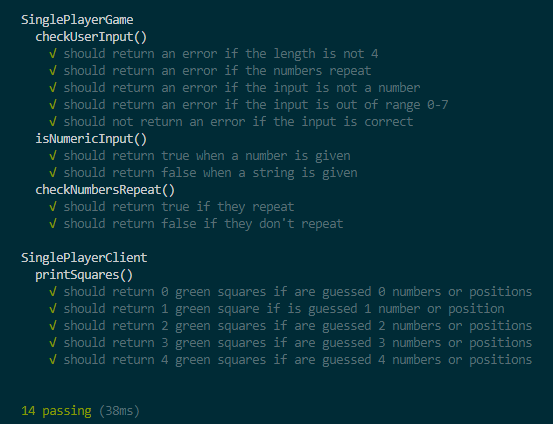 SinglePlayerGame
checkUserInput()
√ should return an error if the length is not 4
√ should return an error if the numbers repeat
√ should return an error if the input is not a number
√ should return an error if the input is out of range 0-7
√ should not return an error if the input is correct
isNumericInput()
√ should return true when a number is given
√ should return false when a string is given
checkNumbersRepeat()
√ should return true if they repeat
√ should return false if they don't repeat
SinglePlayerClient
printSquares()
√ should return 0 green squares if are guessed 0 numbers or positions
√ should return 1 green square if is guessed 1 number or position
√ should return 2 green squares if are guessed 2 numbers or positions
√ should return 3 green squares if are guessed 3 numbers or positions
√ should return 4 green squares if are guessed 4 numbers or positions
14 passing (38ms)